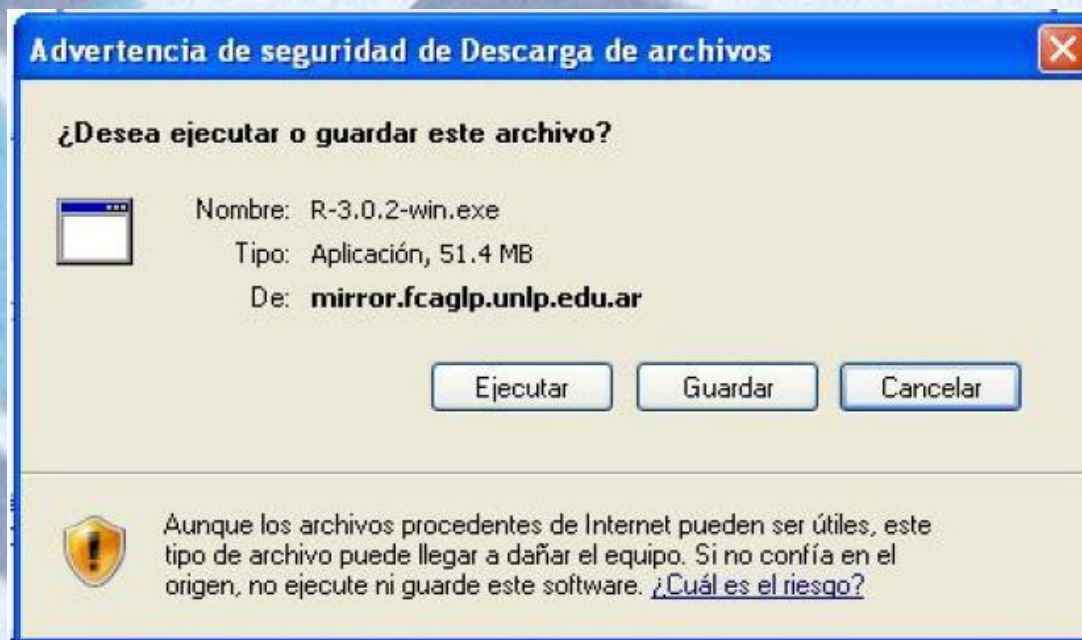 Advertencia de seguridad de Descarga de archivos
¿Desea ejecutar o guardar este archivo?
Nombre: R-3.0.2-win.exe
Tipo: Aplicación, 51.4 MB
De: mirror.fcaglp.unlp.edu.ar
Ejecutar Guardar Cancelar
Aunque los archivos procedentes de Internet pueden ser útiles, este
tipo de archivo puede llegar a dañar el equipo. Si no confía en el
origen, no ejecute ni guarde este software. ¿Cuál es el riesgo?